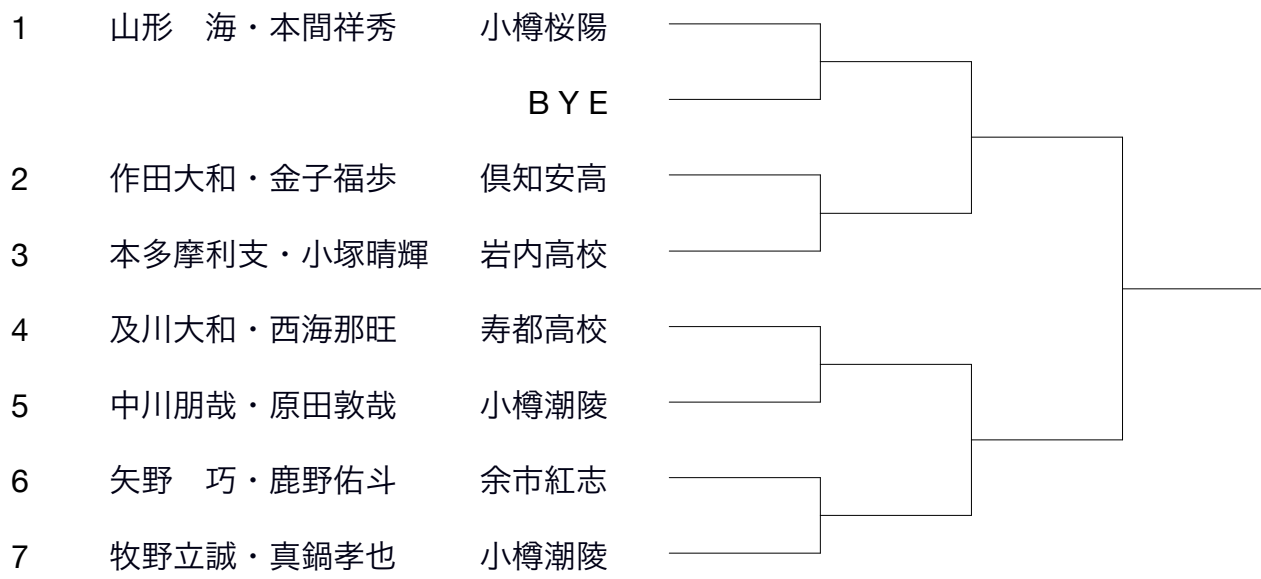 1 山形　海・本間祥秀 小樽桜陽
ＢＹＥ
2 作田大和・金子福歩 倶知安高
3 本多摩利支・小塚晴輝 岩内高校
4 及川大和・西海那旺 寿都高校
5 中川朋哉・原田敦哉 小樽潮陵
6 矢野　巧・鹿野佑斗 余市紅志
7 牧野立誠・真鍋孝也 小樽潮陵